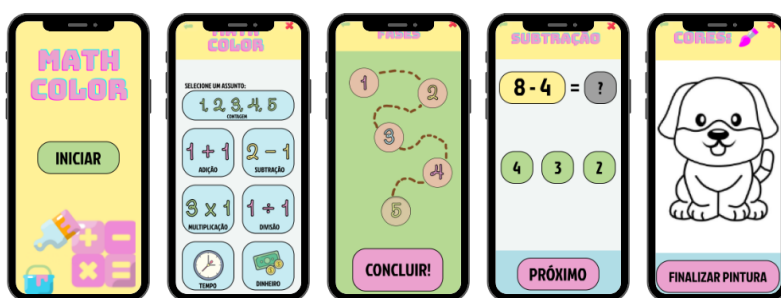 MATH
COLOR
INICIAR
MATH
COLOR
SELECIONE UM ASSUNTO:
1, 2, 3, 4, 5
CONTAGEM
1 + 1
2 - 1
ADIÇÃO
SUBTRAÇÃO
3 x 1
1 + 1
MULTIPLICAÇÃO
DIVISÃO
TEMPO
DINHEIRO
FASES
1
2
3
4
5
CONCLUIR!
SUBTRAÇÃO
8 - 4 = ?
4 3 2
PRÓXIMO
CORES!
FINALIZAR PINTURA